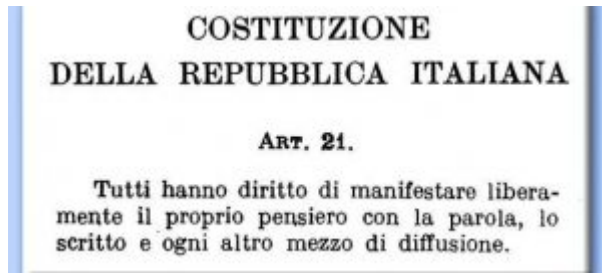 COSTITUZIONE
DELLA REPUBBLICA ITALIANA
ART. 21.
Tutti hanno diritto di manifestare libera-
mente il proprio pensiero con la parola, lo
scritto e ogni altro mezzo di diffusione.